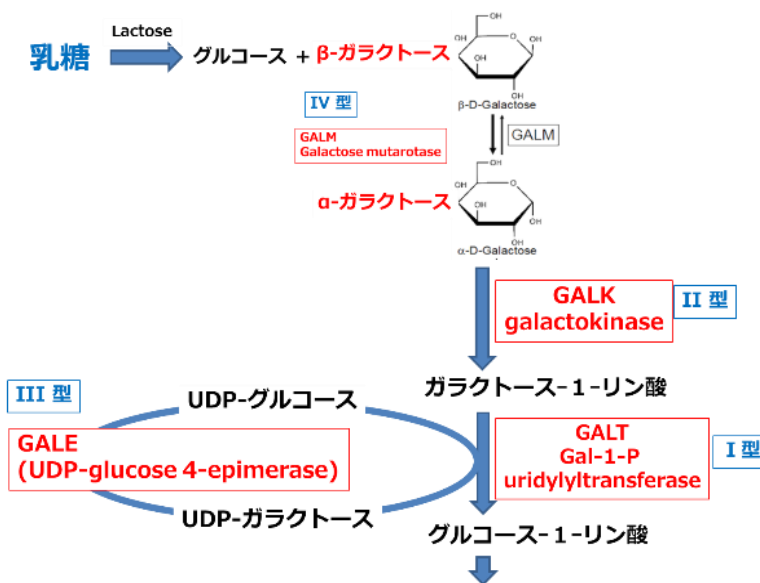 Lactose
乳糖
グルコース + β-ガラクトース
OH
OH
O
OH
OH
OH
β-D-Galactose
IV 型
GALM
Galactose mutarotase
GALM
OH
OH
O
OH
OH
OH
α-ガラクトース
α-D-Galactose
GALK
galactokinase
II 型
ガラクトース-1-リン酸
III 型
UDP-グルコース
GALE
(UDP-glucose 4-epimerase)
GALT
Gal-1-P
uridylyltransferase
I 型
UDP-ガラクトース
グルコース-1-リン酸